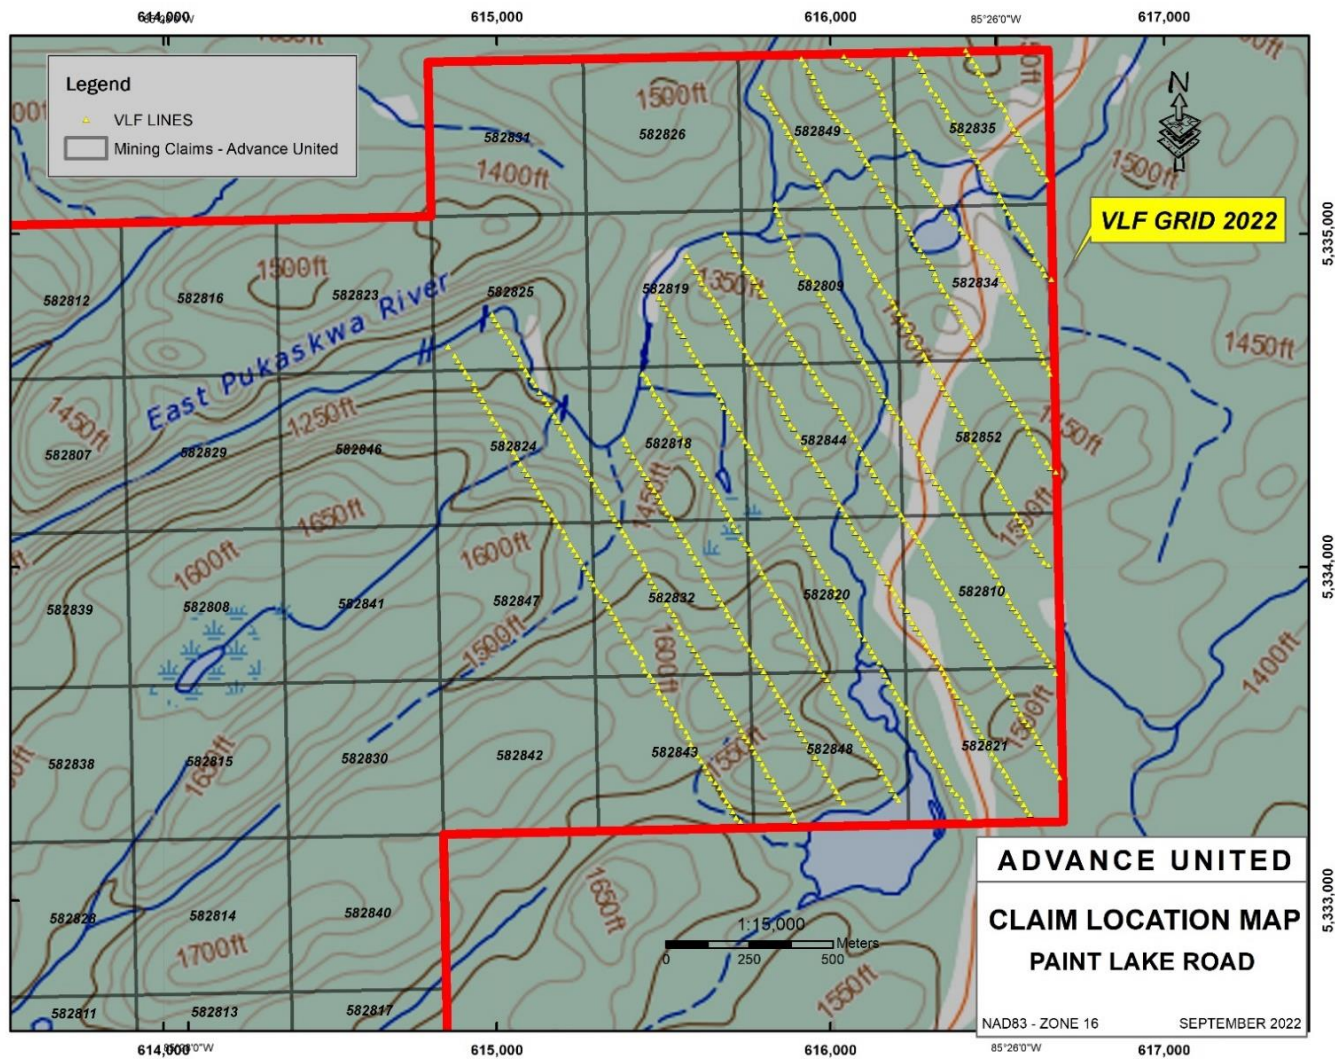 614,000
615,000
616,000
85°26'0"W
617,000
Legend
VLF LINES
Mining Claims - Advance United
N
VLF GRID 2022
5,335,000
5,334,000
5,333,000
1500ft
1400ft
1500ft
1500ft
1350ft
1400ft
1450ft
East Pukaskwa River
1450ft
1250ft
1450ft
1450ft
1500ft
1650ft
1600ft
1600ft
1500ft
1600ft
1400ft
1650ft
1550ft
1500ft
1650ft
1700ft
1550ft
582831
582826
582849
582835
582812
582816
582823
582825
582819
582809
582834
582807
582829
582846
582824
582818
582844
582852
582839
582808
582841
582847
582832
582820
582810
582838
582815
582830
582842
582843
582848
582821
582828
582814
582840
582811
582813
582817
1:15,000
Meters
0 250 500
ADVANCE UNITED
CLAIM LOCATION MAP
PAINT LAKE ROAD
NAD83 - ZONE 16 SEPTEMBER 2022
614,000
615,000
616,000
85°26'0"W
617,000